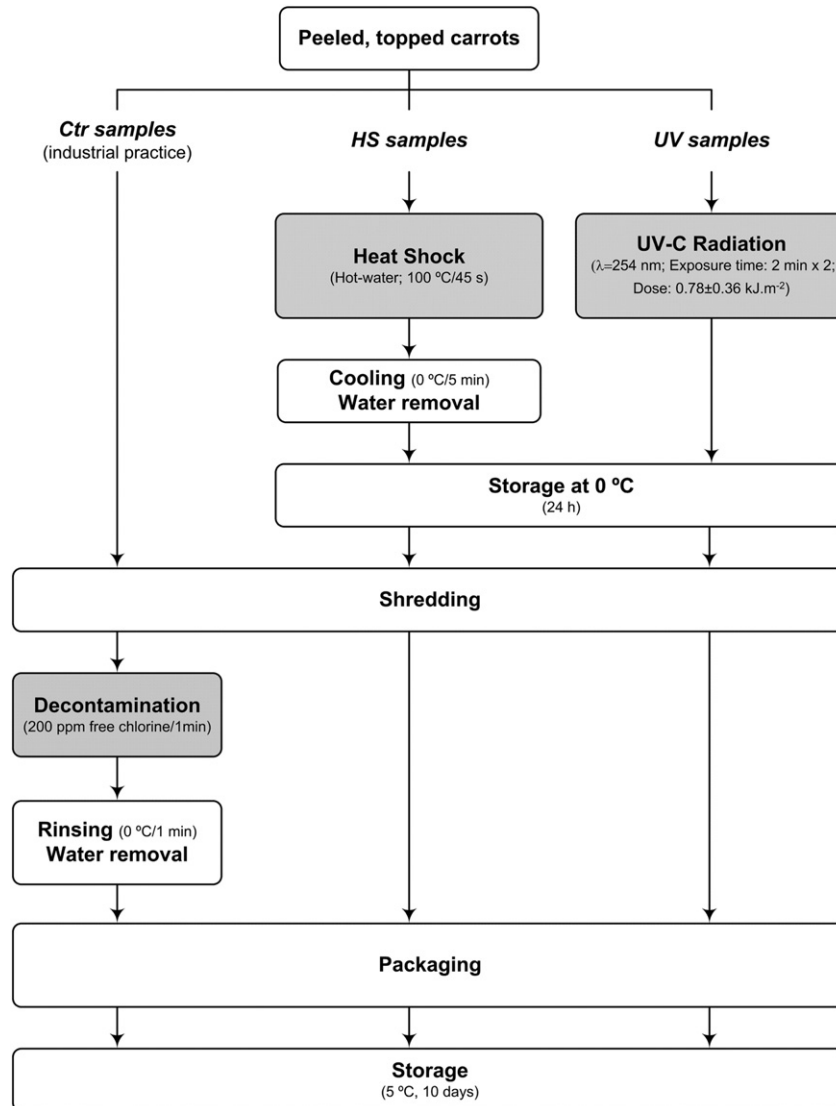 Peeled, topped carrots
Ctr samples
(industrial practice)
HS samples
UV samples
Heat Shock
(Hot-water; 100 ºC/45 s)
UV-C Radiation
(λ=254 nm; Exposure time: 2 min x 2;
Dose: 0.78±0.36 kJ.m⁻²)
Cooling (0 ºC/5 min)
Water removal
Storage at 0 ºC
(24 h)
Shredding
Decontamination
(200 ppm free chlorine/1min)
Rinsing (0 ºC/1 min)
Water removal
Packaging
Storage
(5 ºC, 10 days)